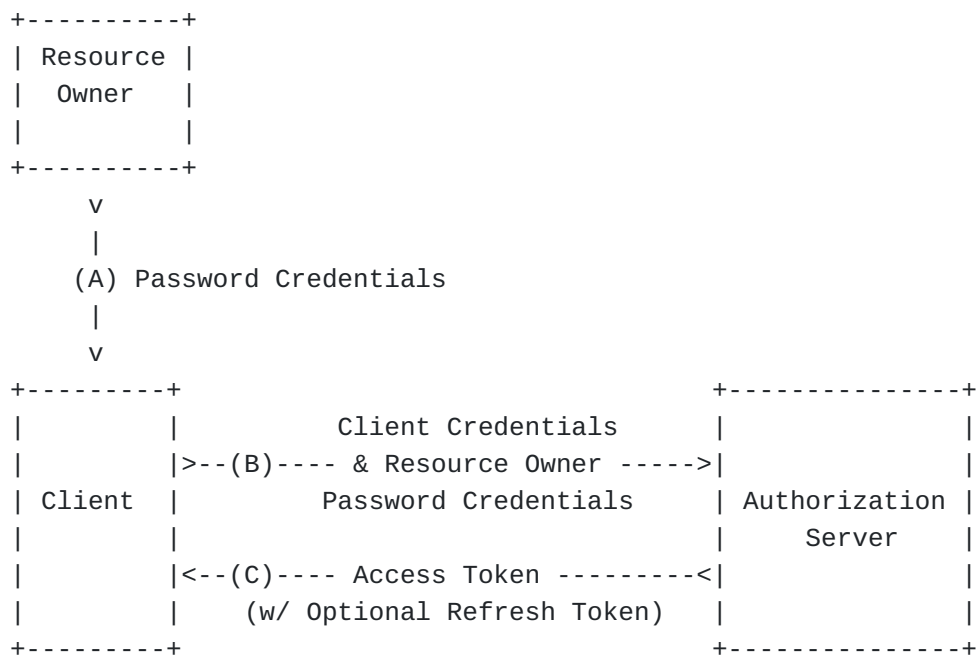 +----------+
| Resource |
|  Owner   |
|          |
+----------+
     v
     |
    (A) Password Credentials
     |
     v
+---------+                                  +---------------+
|         |          Client Credentials      |               |
|         |>--(B)---- & Resource Owner ----->|               |
| Client  |         Password Credentials     | Authorization |
|         |                                  |     Server    |
|         |<--(C)---- Access Token ---------<|               |
|         |    (w/ Optional Refresh Token)   |               |
+---------+                                  +---------------+